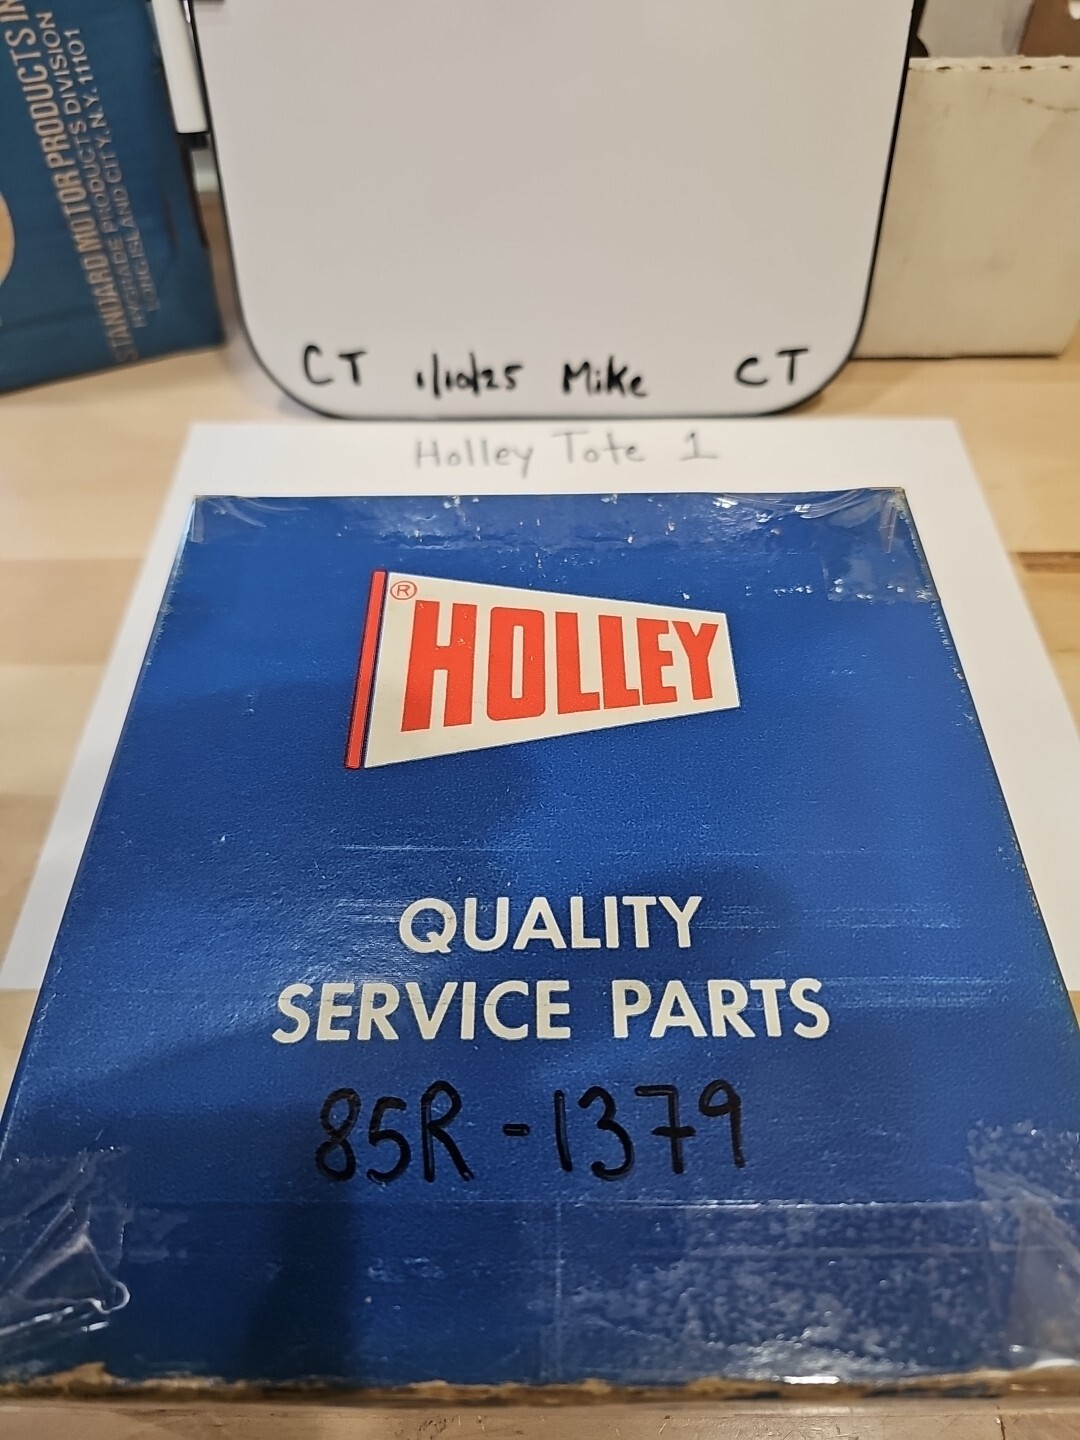 STANDARD MOTOR PRODUCTS IN
HYGRADE PRODUCTS DIVISION
LONG ISLAND CITY, N.Y. 11101
CT 1/10/25 Mike CT
Holley Tote 1
® HOLLEY
QUALITY
SERVICE PARTS
85R-1379